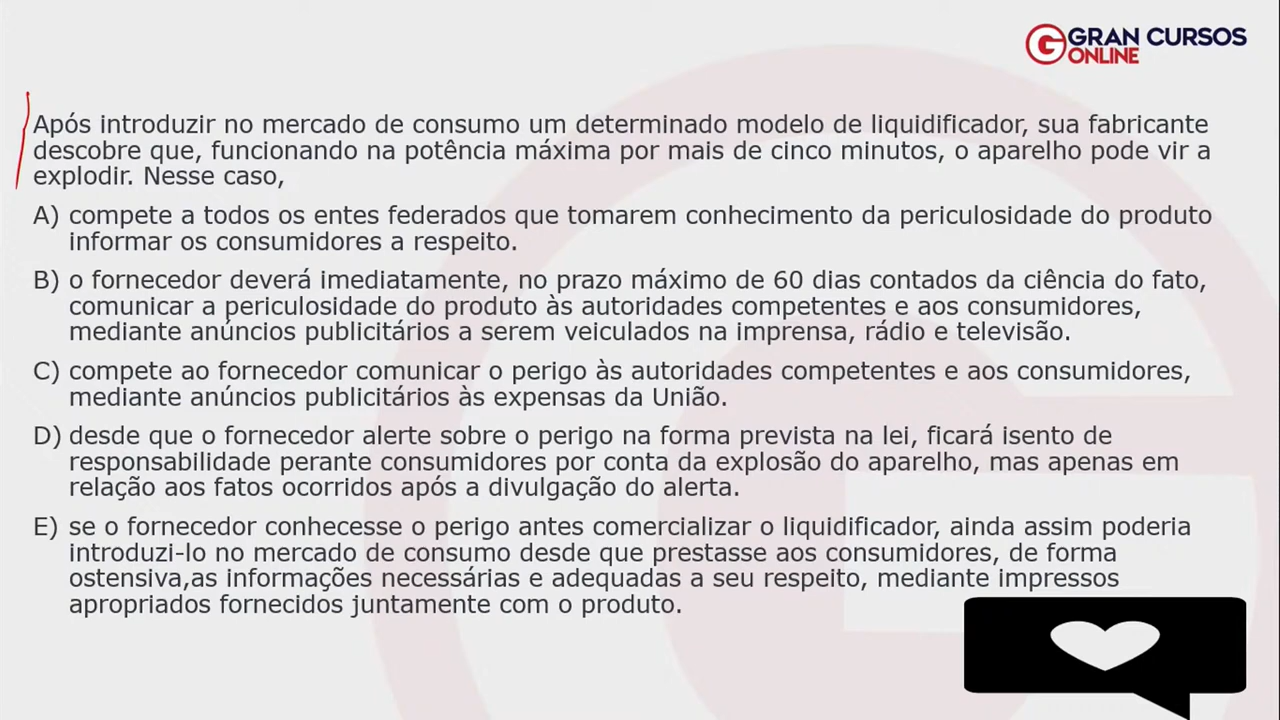 GRAN CURSOS
ONLINE
Após introduzir no mercado de consumo um determinado modelo de liquidificador, sua fabricante
descobre que, funcionando na potência máxima por mais de cinco minutos, o aparelho pode vir a
explodir. Nesse caso,
A) compete a todos os entes federados que tomarem conhecimento da periculosidade do produto
informar os consumidores a respeito.
B) o fornecedor deverá imediatamente, no prazo máximo de 60 dias contados da ciência do fato,
comunicar a periculosidade do produto às autoridades competentes e aos consumidores,
mediante anúncios publicitários a serem veiculados na imprensa, rádio e televisão.
C) compete ao fornecedor comunicar o perigo às autoridades competentes e aos consumidores,
mediante anúncios publicitários às expensas da União.
D) desde que o fornecedor alerte sobre o perigo na forma prevista na lei, ficará isento de
responsabilidade perante consumidores por conta da explosão do aparelho, mas apenas em
relação aos fatos ocorridos após a divulgação do alerta.
E) se o fornecedor conhecesse o perigo antes comercializar o liquidificador, ainda assim poderia
introduzi-lo no mercado de consumo desde que prestasse aos consumidores, de forma
ostensiva,as informações necessárias e adequadas a seu respeito, mediante impressos
apropriados fornecidos juntamente com o produto.